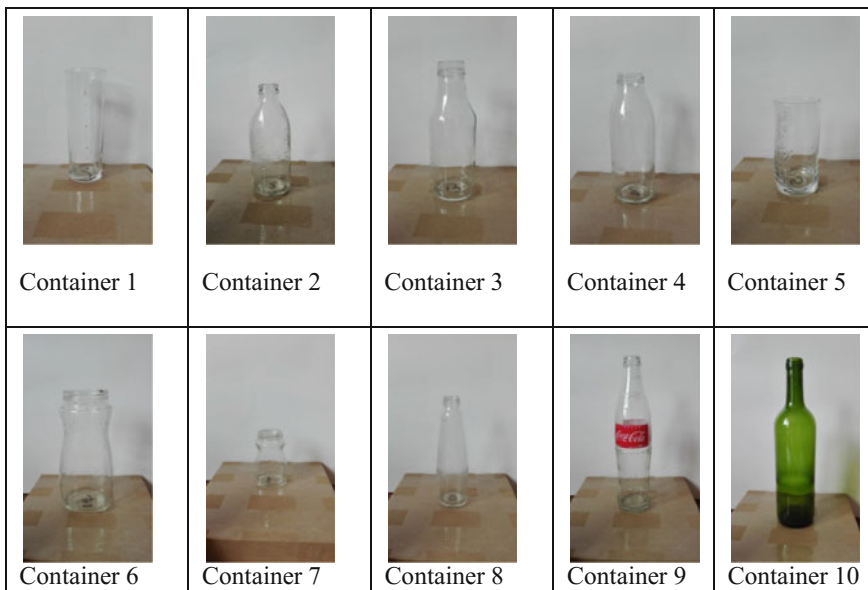 Container 1
Container 2
Container 3
Container 4
Container 5
Coca-Cola
Container 6
Container 7
Container 8
Container 9
Container 10